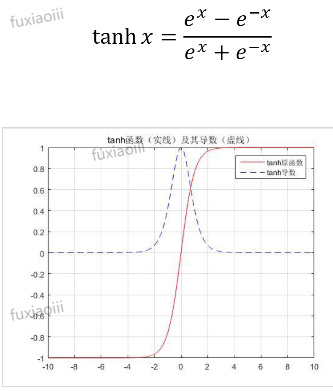 fuxiaoiii
tanh x = (e^x − e^−x) / (e^x + e^−x)
tanh函数（实线）及其导数（虚线）
fuxiaoiii
tanh原函数
tanh导数
1
0.8
0.6
0.4
0.2
0
-0.2
-0.4
-0.6
-0.8
-1
fuxiaoiii
-10 -8 -6 -4 -2 0 2 4 6 8 10